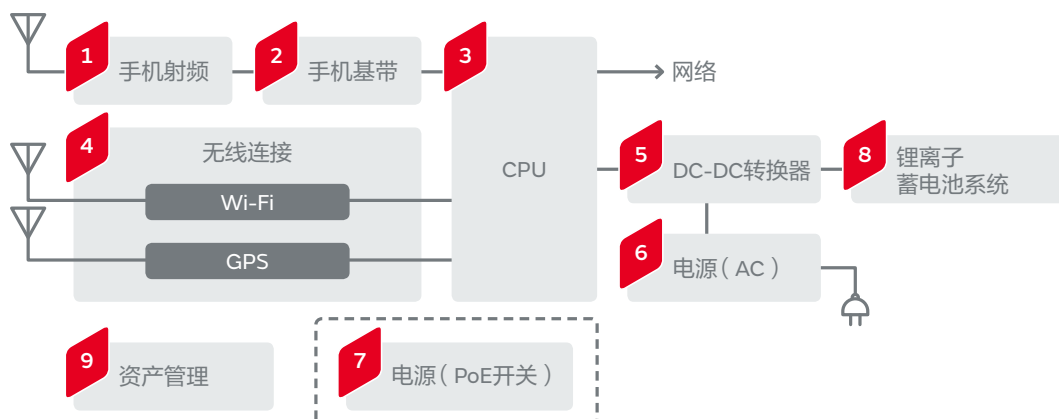 1
手机射频
2
手机基带
3
CPU
网络
4
无线连接
Wi-Fi
GPS
5
DC-DC转换器
8
锂离子
蓄电池系统
6
电源（AC）
9
资产管理
7
电源（PoE开关）